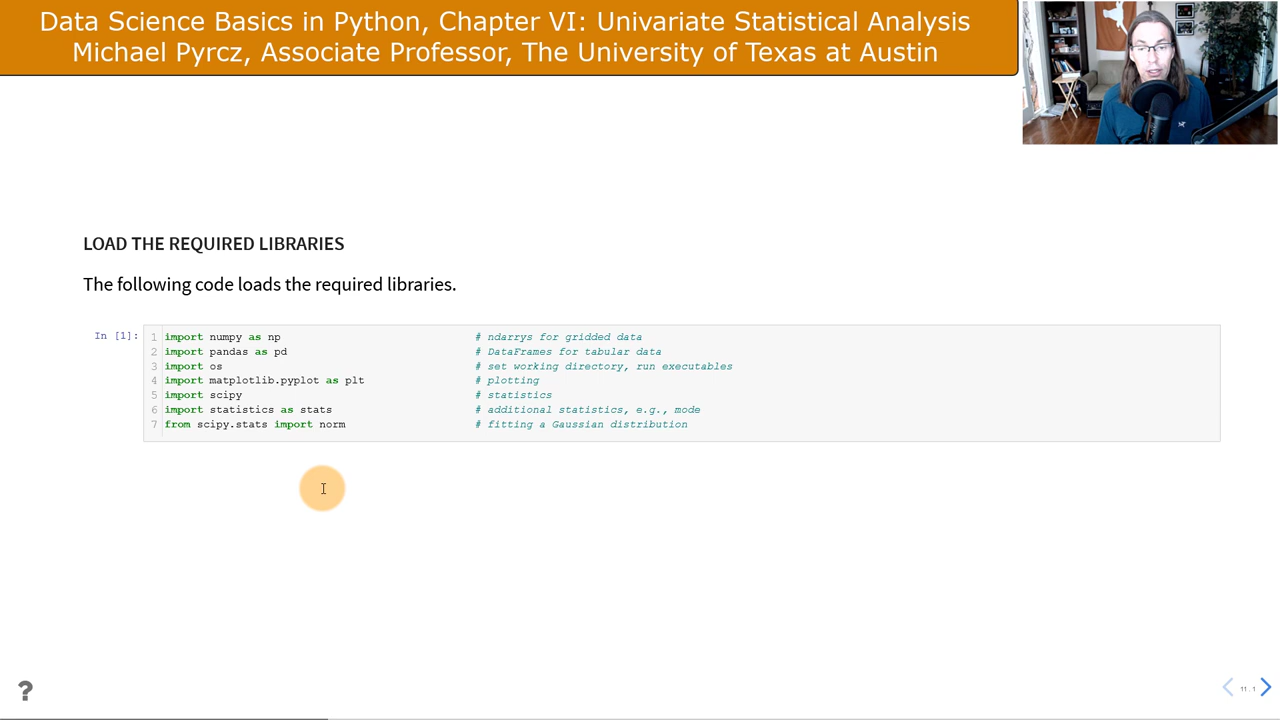 Data Science Basics in Python, Chapter VI: Univariate Statistical Analysis
Michael Pyrcz, Associate Professor, The University of Texas at Austin
LOAD THE REQUIRED LIBRARIES
The following code loads the required libraries.
In [1]:
1 import numpy as np # ndarrys for gridded data
2 import pandas as pd # DataFrames for tabular data
3 import os # set working directory, run executables
4 import matplotlib.pyplot as plt # plotting
5 import scipy # statistics
6 import statistics as stats # additional statistics, e.g., mode
7 from scipy.stats import norm # fitting a Gaussian distribution
?
11.1